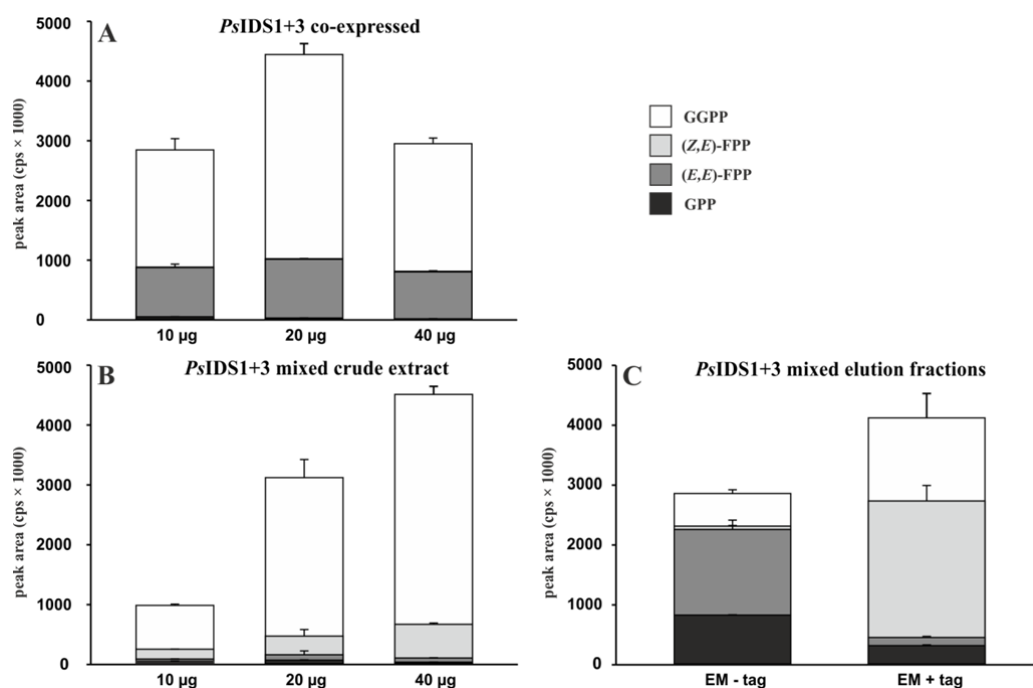 A
PsIDS1+3 co-expressed
peak area (cps × 1000)
5000
4000
3000
2000
1000
0
10 µg
20 µg
40 µg
GGPP
(Z,E)-FPP
(E,E)-FPP
GPP
B
PsIDS1+3 mixed crude extract
peak area (cps × 1000)
5000
4000
3000
2000
1000
0
10 µg
20 µg
40 µg
C
PsIDS1+3 mixed elution fractions
peak area (cps × 1000)
5000
4000
3000
2000
1000
0
EM - tag
EM + tag